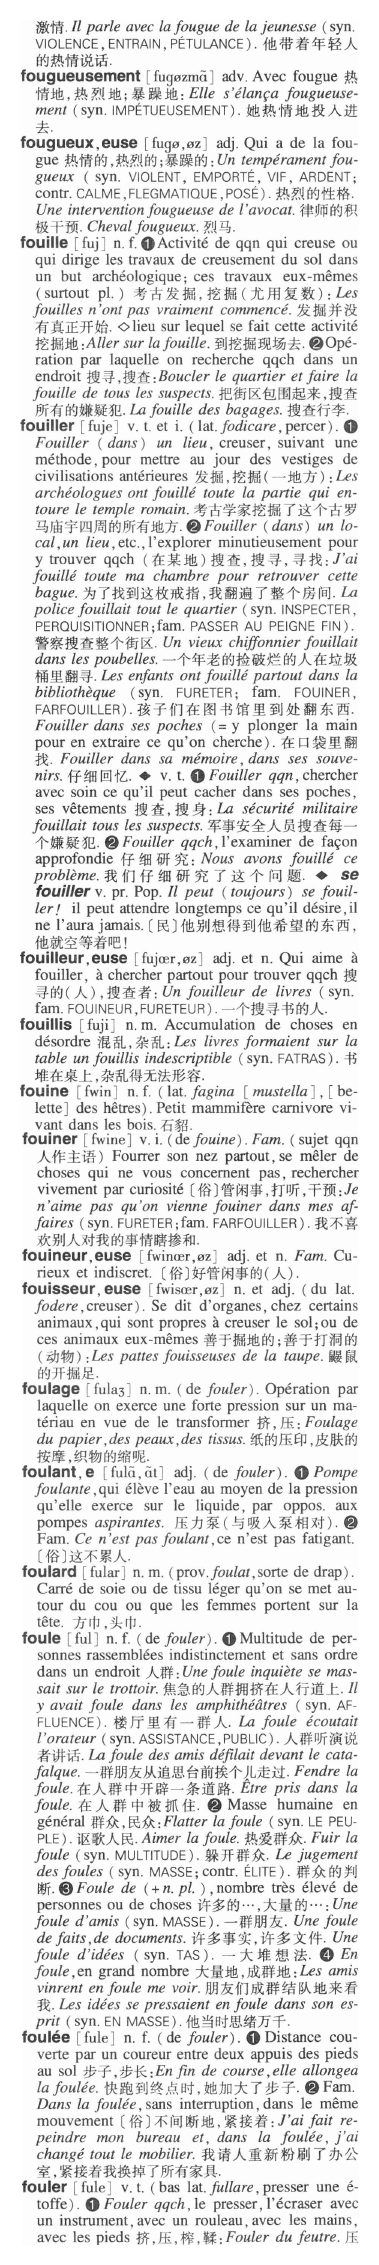 激情. Il parle avec la fougue de la jeunesse (syn.
VIOLENCE, ENTRAIN, PÉTULANCE). 他带着年轻人
的热情说话.
fougueusement [fugøzmɑ̃] adv. Avec fougue 热
情地,热烈地;暴躁地: Elle s'élança fougueuse-
ment (syn. IMPÉTUEUSEMENT). 她热情地投入进
去.
fougueux,euse [fugø,øz] adj. Qui a de la fou-
gue 热情的,热烈的;暴躁的: Un tempérament fou-
gueux (syn. VIOLENT, EMPORTÉ, VIF, ARDENT;
contr. CALME,FLEGMATIQUE,POSÉ). 热烈的性格.
Une intervention fougueuse de l'avocat. 律师的积
极干预. Cheval fougueux. 烈马.
fouille [fuj] n. f. ❶ Activité de qqn qui creuse ou
qui dirige les travaux de creusement du sol dans
un but archéologique; ces travaux eux-mêmes
(surtout pl.) 考古发掘,挖掘(尤用复数): Les
fouilles n'ont pas vraiment commencé. 发掘并没
有真正开始. ◇lieu sur lequel se fait cette activité
挖掘地:Aller sur la fouille. 到挖掘现场去. ❷ Opé-
ration par laquelle on recherche qqch dans un
endroit 搜寻,搜查:Boucler le quartier et faire la
fouille de tous les suspects. 把街区包围起来,搜查
所有的嫌疑犯. La fouille des bagages. 搜查行李.
fouiller [fuje] v. t. et i. (lat. fodicare, percer). ❶
Fouiller (dans) un lieu, creuser, suivant une
méthode, pour mettre au jour des vestiges de
civilisations antérieures 发掘,挖掘(一地方): Les
archéologues ont fouillé toute la partie qui en-
toure le temple romain. 考古学家挖掘了这个古罗
马庙宇四周的所有地方. ❷ Fouiller (dans) un lo-
cal,un lieu, etc., l'explorer minutieusement pour
y trouver qqch (在某地)搜查,搜寻,寻找: J'ai
fouillé toute ma chambre pour retrouver cette
bague. 为了找到这枚戒指,我翻遍了整个房间. La
police fouillait tout le quartier (syn. INSPECTER,
PERQUISITIONNER;fam. PASSER AU PEIGNE FIN).
警察搜查整个街区. Un vieux chiffonnier fouillait
dans les poubelles. 一个年老的捡破烂的人在垃圾
桶里翻寻. Les enfants ont fouillé partout dans la
bibliothèque (syn. FURETER; fam. FOUINER,
FARFOUILLER). 孩子们在图书馆里到处翻东西.
Fouiller dans ses poches (= y plonger la main
pour en extraire ce qu'on cherche). 在口袋里翻
找. Fouiller dans sa mémoire, dans ses souve-
nirs. 仔细回忆. ◆ v. t. ❶ Fouiller qqn, chercher
avec soin ce qu'il peut cacher dans ses poches,
ses vêtements 搜查,搜身: La sécurité militaire
fouillait tous les suspects. 军事安全人员搜查每一
个嫌疑犯. ❷ Fouiller qqch, l'examiner de façon
approfondie 仔细研究: Nous avons fouillé ce
problème. 我们仔细研究了这个问题. ◆ se
fouiller v. pr. Pop. Il peut (toujours) se fouil-
ler! il peut attendre longtemps ce qu'il désire, il
ne l'aura jamais.〔民〕他别想得到他希望的东西,
他就空等着吧!
fouilleur,euse [fujœr,øz] adj. et n. Qui aime à
fouiller, à chercher partout pour trouver qqch 搜
寻的(人),搜查者: Un fouilleur de livres (syn.
fam. FOUINEUR,FURETEUR). 一个搜寻书的人.
fouillis [fuji] n. m. Accumulation de choses en
désordre 混乱,杂乱: Les livres formaient sur la
table un fouillis indescriptible (syn. FATRAS). 书
堆在桌上,杂乱得无法形容.
fouine [fwin] n. f. (lat. fagina [mustella], [be-
lette] des hêtres). Petit mammifère carnivore vi-
vant dans les bois. 石貂.
fouiner [fwine] v. i. (de fouine). Fam. (sujet qqn
人作主语) Fourrer son nez partout, se mêler de
choses qui ne vous concernent pas, rechercher
vivement par curiosité〔俗〕管闲事,打听,干预:Je
n'aime pas qu'on vienne fouiner dans mes af-
faires (syn. FURETER;fam. FARFOUILLER). 我不喜
欢别人对我的事情瞎掺和.
fouineur,euse [fwinœr,øz] adj. et n. Fam. Cu-
rieux et indiscret.〔俗〕好管闲事的(人).
fouisseur, euse [fwisœr,øz] n. et adj. (du lat.
fodere,creuser). Se dit d'organes, chez certains
animaux, qui sont propres à creuser le sol;ou de
ces animaux eux-mêmes 善于掘地的;善于打洞的
(动物): Les pattes fouisseuses de la taupe. 鼹鼠
的开掘足.
foulage [fulaʒ] n. m. (de fouler). Opération par
laquelle on exerce une forte pression sur un ma-
tériau en vue de le transformer 挤,压: Foulage
du papier,des peaux,des tissus. 纸的压印,皮肤的
按摩,织物的缩呢.
foulant, e [fulɑ̃,ɑ̃t] adj. (de fouler). ❶ Pompe
foulante,qui élève l'eau au moyen de la pression
qu'elle exerce sur le liquide, par oppos. aux
pompes aspirantes. 压力泵(与吸入泵相对). ❷
Fam. Ce n'est pas foulant,ce n'est pas fatigant.
〔俗〕这不累人.
foulard [fular] n. m. (prov. foulat,sorte de drap).
Carré de soie ou de tissu léger qu'on se met au-
tour du cou ou que les femmes portent sur la
tête. 方巾,头巾.
foule [ful] n. f. (de fouler). ❶ Multitude de per-
sonnes rassemblées indistinctement et sans ordre
dans un endroit 人群:Une foule inquiète se mas-
sait sur le trottoir. 焦急的人群拥挤在人行道上. Il
y avait foule dans les amphithéâtres (syn. AF-
FLUENCE). 楼厅里有一群人. La foule écoutait
l'orateur (syn. ASSISTANCE,PUBLIC). 人群听演说
者讲话. La foule des amis défilait devant le cata-
falque. 一群朋友从追思台前挨个儿走过. Fendre la
foule. 在人群中开辟一条道路. Être pris dans la
foule. 在人群中被抓住. ❷ Masse humaine en
général 群众,民众:Flatter la foule (syn. LE PEU-
PLE). 讴歌人民. Aimer la foule. 热爱群众. Fuir la
foule (syn. MULTITUDE). 躲开群众. Le jugement
des foules (syn. MASSE; contr. ÉLITE). 群众的判
断. ❸ Foule de (+n. pl.), nombre très élevé de
personnes ou de choses 许多的…,大量的…: Une
foule d'amis (syn. MASSE). 一群朋友. Une foule
de faits,de documents. 许多事实,许多文件. Une
foule d'idées (syn. TAS). 一大堆想法. ❹ En
foule,en grand nombre 大量地,成群地: Les amis
vinrent en foule me voir. 朋友们成群结队地来看
我. Les idées se pressaient en foule dans son es-
prit (syn. EN MASSE). 他当时思绪万千.
foulée [fule] n. f. (de fouler). ❶ Distance cou-
verte par un coureur entre deux appuis des pieds
au sol 步子,步长:En fin de course,elle allongea
la foulée. 快跑到终点时,她加大了步子. ❷ Fam.
Dans la foulée, sans interruption,dans le même
mouvement〔俗〕不间断地,紧接着: J'ai fait re-
peindre mon bureau et, dans la foulée, j'ai
changé tout le mobilier. 我请人重新粉刷了办公
室,紧接着我换掉了所有家具.
fouler [fule] v. t. (bas lat. fullare, presser une é-
toffe). ❶ Fouler qqch, le presser, l'écraser avec
un instrument, avec un rouleau, avec les mains,
avec les pieds 挤,压,榨,鞣: Fouler du feutre. 压